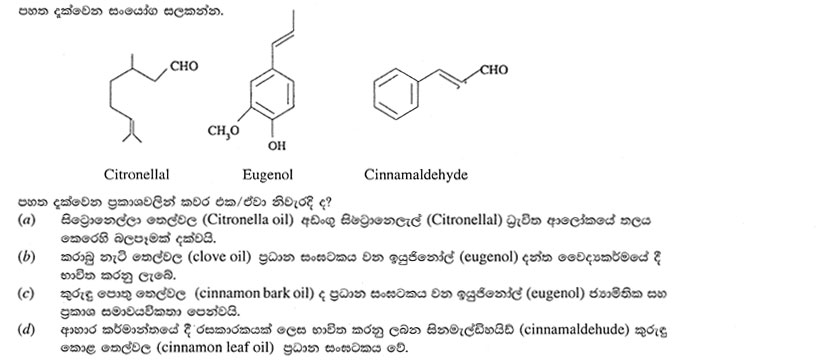 පහත දැක්වෙන සංයෝග සලකන්න.
CHO
CH₃O
OH
CHO
Citronellal Eugenol Cinnamaldehyde
පහත දැක්වෙන ප්‍රකාශවලින් කවර එක/ඒවා නිවැරදි ද?
(a) සිට්‍රොනෙල්ලා තෙල්වල (Citronella oil) අඩංගු සිට්‍රොනෙලැල් (Citronellal) ධ්‍රැවිත ආලෝකයේ තලය
කෙරෙහි බලපෑමක් දක්වයි.
(b) කරාබු නැටි තෙල්වල (clove oil) ප්‍රධාන සංඝටකය වන ඉයුජිනෝල් (eugenol) දන්ත වෛද්‍යකර්මයේ දී
භාවිත කරනු ලැබේ.
(c) කුරුඳු පොතු තෙල්වල (cinnamon bark oil) ද ප්‍රධාන සංඝටකය වන ඉයුජිනෝල් (eugenol) ජ්‍යාමිතික සහ
ප්‍රකාශ සමාවයවිකතා පෙන්වයි.
(d) ආහාර කර්මාන්තයේ දී රසකාරකයක් ලෙස භාවිත කරනු ලබන සිනමැල්ඩිහයිඩ් (cinnamaldehude) කුරුඳු
කොළ තෙල්වල (cinnamon leaf oil) ප්‍රධාන සංඝටකය වේ.